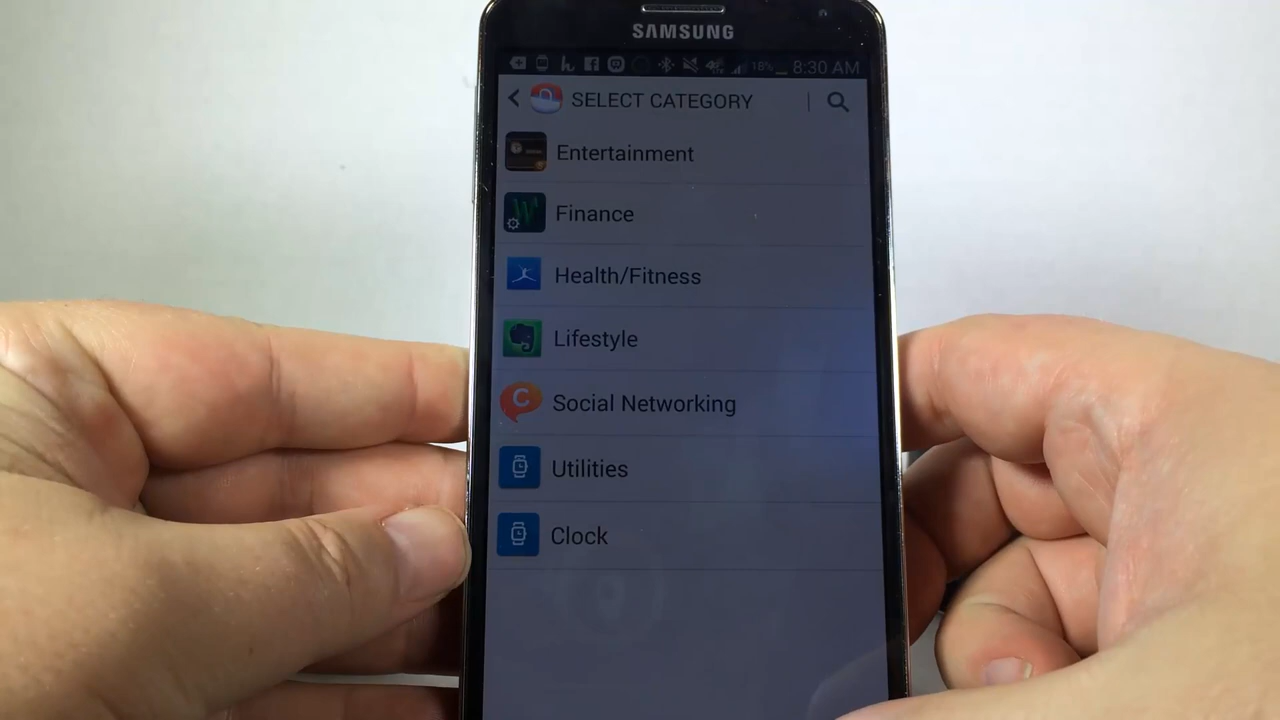 SAMSUNG
18% 8:30 AM
SELECT CATEGORY
Entertainment
Finance
Health/Fitness
Lifestyle
Social Networking
Utilities
Clock